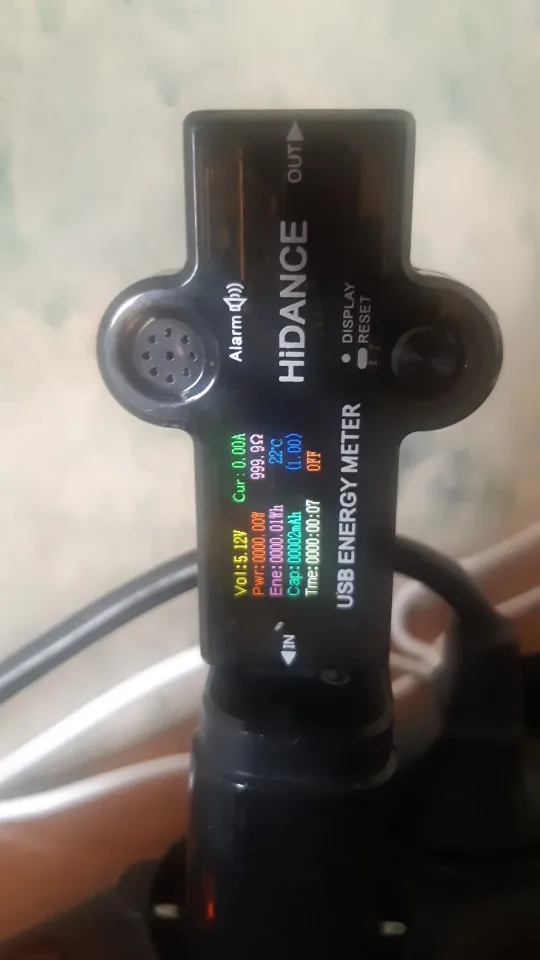 Alarm
HiDANCE
OUT
DISPLAY
RESET
IN
Vol:5.12V Cur:0.00A
Pwr:0000.00W 999.9Ω
Ene:0000.01Wh 22℃
Cap:00002mAh (1.00)
Tme:0000:00:07 OFF
USB ENERGY METER